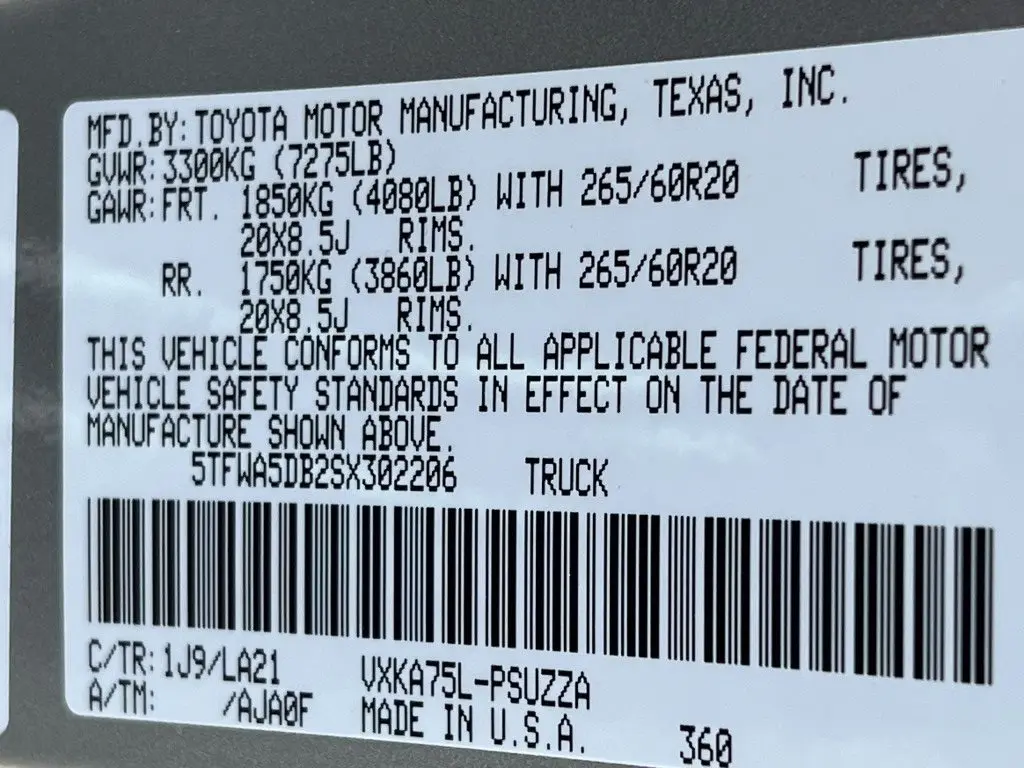 MFD.BY: TOYOTA MOTOR MANUFACTURING, TEXAS, INC.
GVWR: 3300KG (7275LB)
GAWR: FRT. 1850KG (4080LB) WITH 265/60R20 TIRES,
20X8.5J RIMS.
RR. 1750KG (3860LB) WITH 265/60R20 TIRES,
20X8.5J RIMS.
THIS VEHICLE CONFORMS TO ALL APPLICABLE FEDERAL MOTOR
VEHICLE SAFETY STANDARDS IN EFFECT ON THE DATE OF
MANUFACTURE SHOWN ABOVE.
5TFWA5DB2SX302206 TRUCK
C/TR: 1J9/LA21 VXKA75L-PSUZZA
A/TM: /AJA0F MADE IN U.S.A. 360